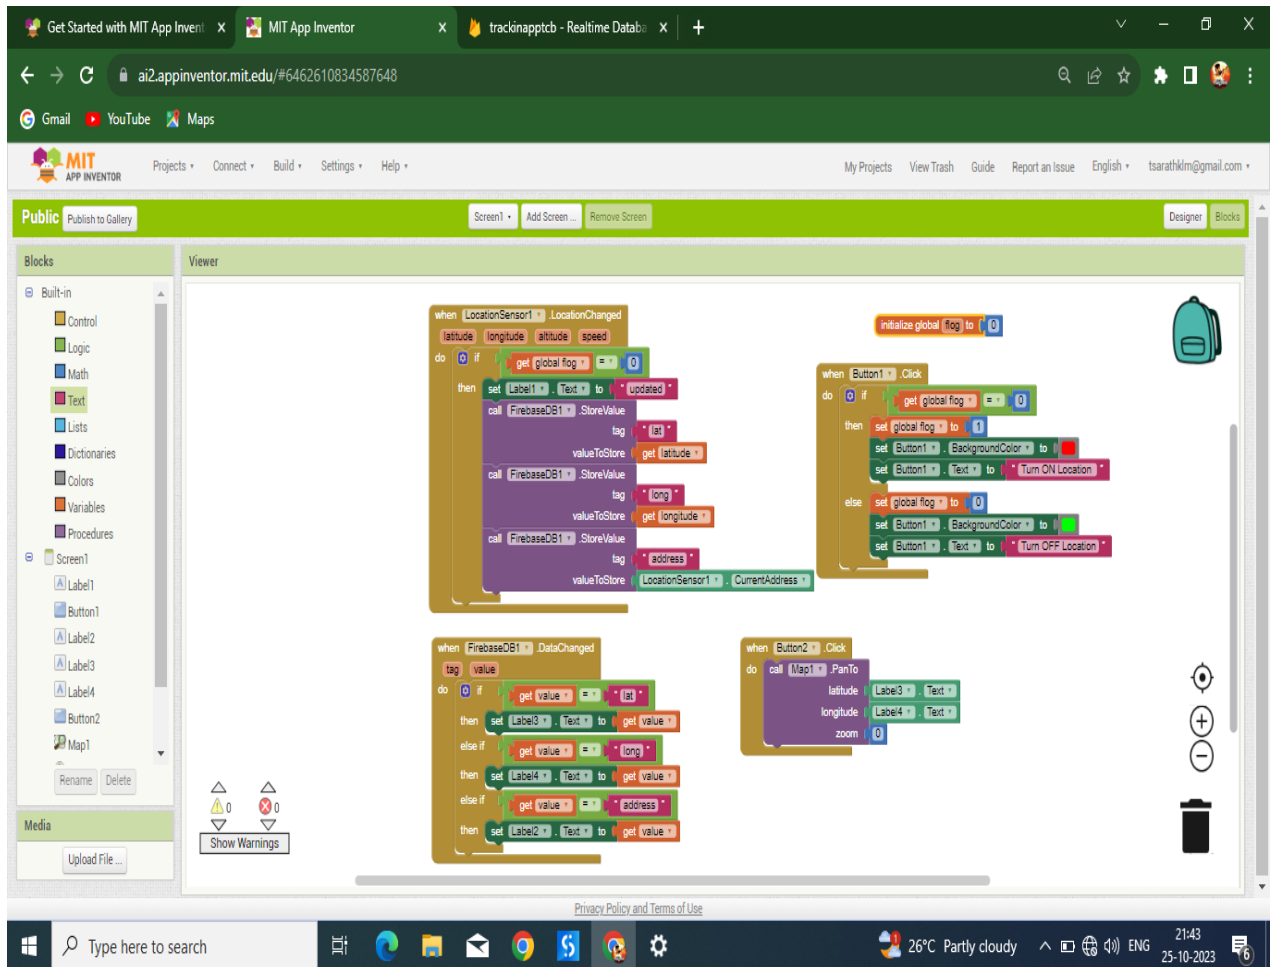 Get Started with MIT App Invent
MIT App Inventor
trackinapptcb - Realtime Databa
ai2.appinventor.mit.edu/#6462610834587648
Gmail YouTube Maps
MIT
APP INVENTOR
Projects Connect Build Settings Help
My Projects View Trash Guide Report an Issue English tsarathklm@gmail.com
Public Publish to Gallery
Screen1 Add Screen ... Remove Screen
Designer Blocks
Blocks
Built-in
Control
Logic
Math
Text
Lists
Dictionaries
Colors
Variables
Procedures
Screen1
Label1
Button1
Label2
Label3
Label4
Button2
Map1
Rename Delete
Media
Upload File ...
Viewer
when LocationSensor1 .LocationChanged
latitude longitude altitude speed
do if get global flog = 0
then set Label1 . Text to " updated "
call FirebaseDB1 .StoreValue
tag " lat "
valueToStore get latitude
call FirebaseDB1 .StoreValue
tag " long "
valueToStore get longitude
call FirebaseDB1 .StoreValue
tag " address "
valueToStore LocationSensor1 . CurrentAddress
initialize global flog to 0
when Button1 .Click
do if get global flog = 0
then set global flog to 1
set Button1 . BackgroundColor to
set Button1 . Text to " Turn ON Location "
else set global flog to 0
set Button1 . BackgroundColor to
set Button1 . Text to " Turn OFF Location "
when FirebaseDB1 .DataChanged
tag value
do if get value = " lat "
then set Label3 . Text to get value
else if get value = " long "
then set Label4 . Text to get value
else if get value = " address "
then set Label2 . Text to get value
when Button2 .Click
do call Map1 .PanTo
latitude Label3 . Text
longitude Label4 . Text
zoom 0
0 0
Show Warnings
Privacy Policy and Terms of Use
Type here to search
26°C Partly cloudy
ENG
21:43
25-10-2023
6